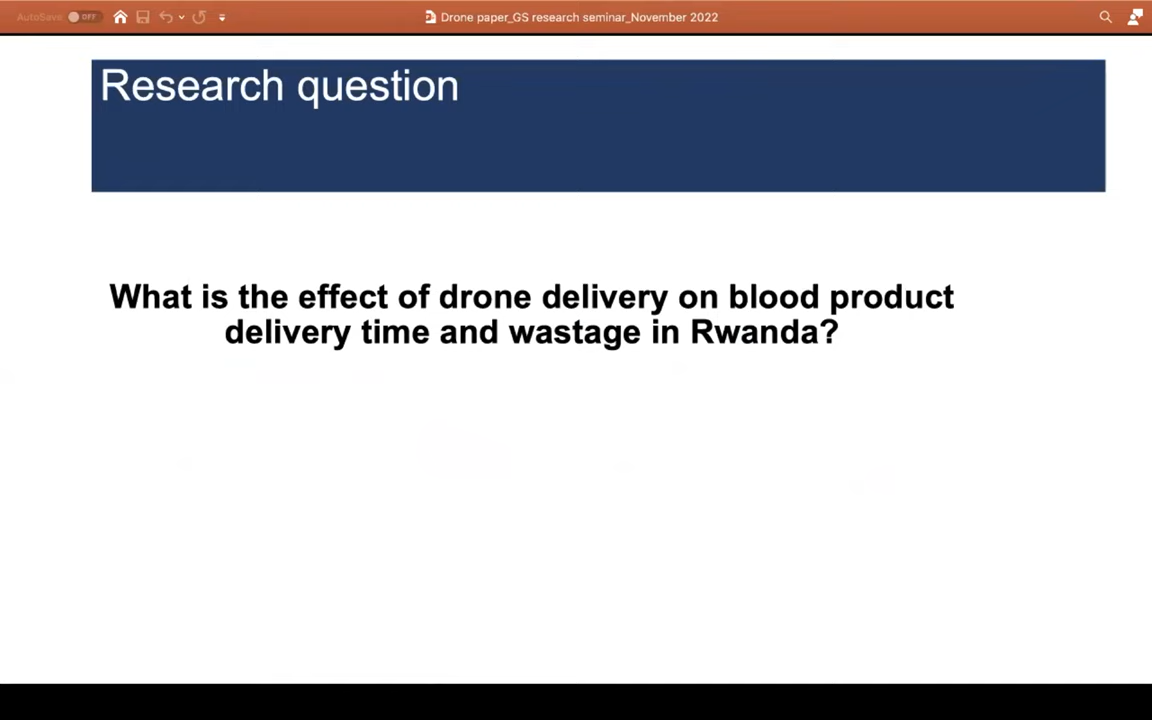 AutoSave OFF
Drone paper_GS research seminar_November 2022
Research question
What is the effect of drone delivery on blood product
delivery time and wastage in Rwanda?